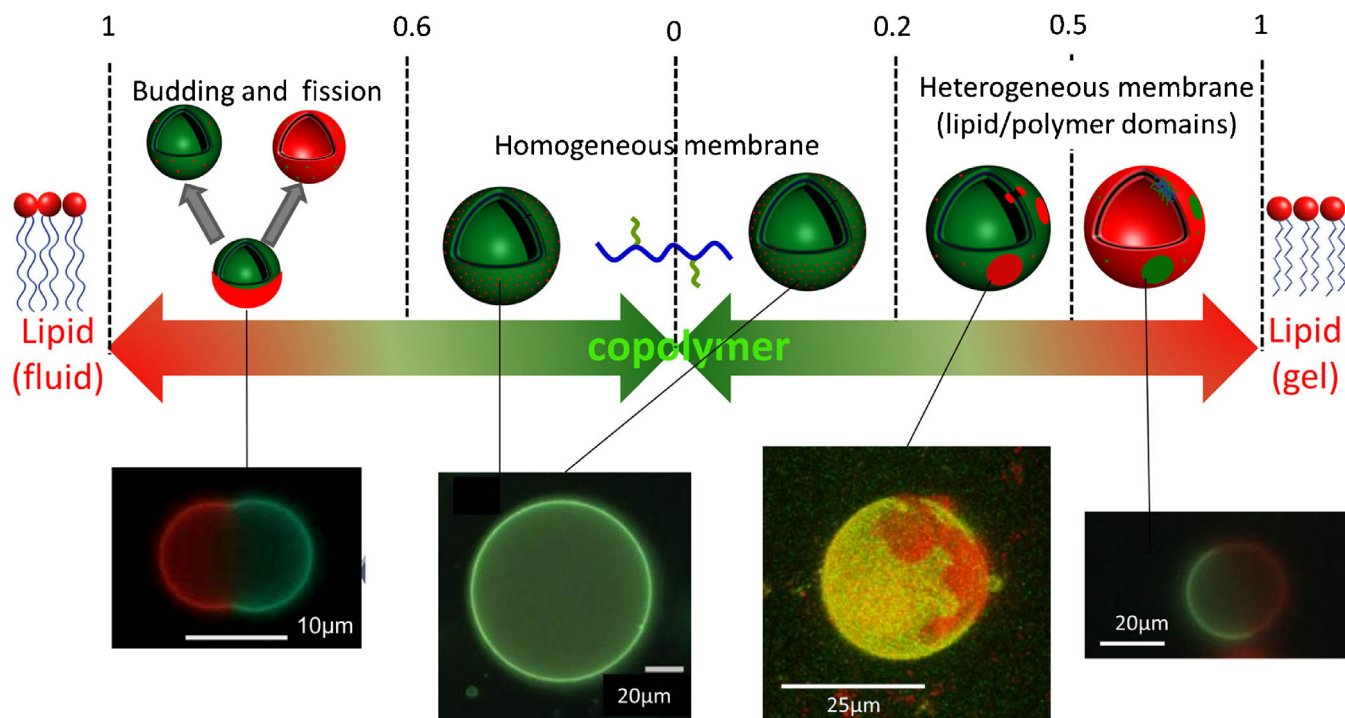 1
0.6
0
0.2
0.5
1
Budding and fission
Homogeneous membrane
Heterogeneous membrane
(lipid/polymer domains)
Lipid
(fluid)
copolymer
Lipid
(gel)
10µm
20µm
25µm
20µm